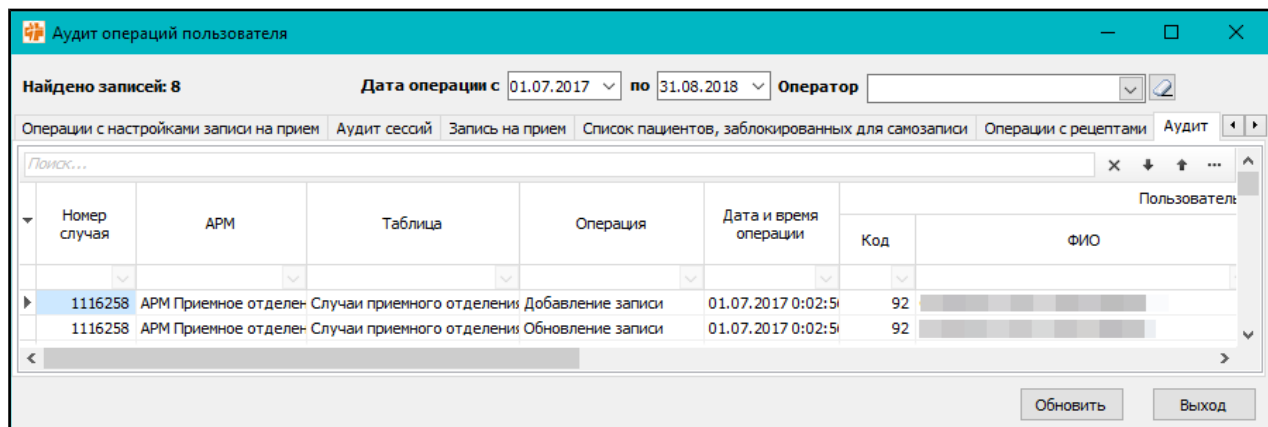 Аудит операций пользователя
Найдено записей: 8 Дата операции с 01.07.2017 по 31.08.2018 Оператор
Операции с настройками записи на прием Аудит сессий Запись на прием Список пациентов, заблокированных для самозаписи Операции с рецептами Аудит
Поиск...
Пользователь
Номер случая АРМ Таблица Операция Дата и время операции Код ФИО
1116258 АРМ Приемное отделен Случаи приемного отделения Добавление записи 01.07.2017 0:02:50 92
1116258 АРМ Приемное отделен Случаи приемного отделения Обновление записи 01.07.2017 0:02:50 92
Обновить Выход